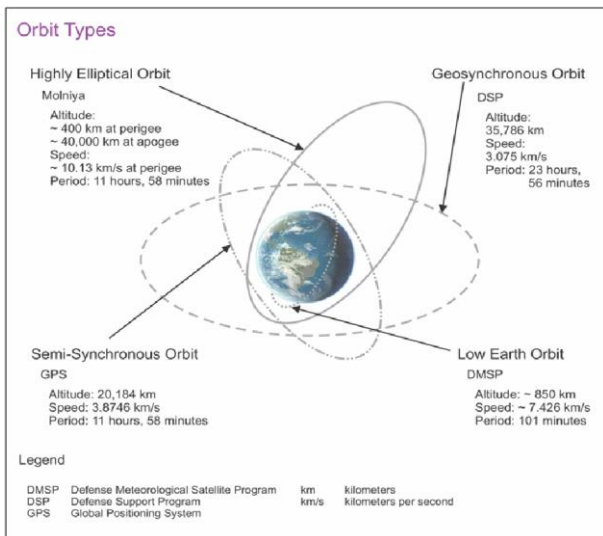 Orbit Types
Highly Elliptical Orbit
Molniya
Altitude:
~ 400 km at perigee
~ 40,000 km at apogee
Speed:
~ 10.13 km/s at perigee
Period: 11 hours, 58 minutes
Geosynchronous Orbit
DSP
Altitude:
35,786 km
Speed:
3.075 km/s
Period: 23 hours,
56 minutes
Semi-Synchronous Orbit
GPS
Altitude: 20,184 km
Speed: 3.8746 km/s
Period: 11 hours, 58 minutes
Low Earth Orbit
DMSP
Altitude: ~ 850 km
Speed: ~ 7.426 km/s
Period: 101 minutes
Legend
DMSP Defense Meteorological Satellite Program km kilometers
DSP Defense Support Program km/s kilometers per second
GPS Global Positioning System